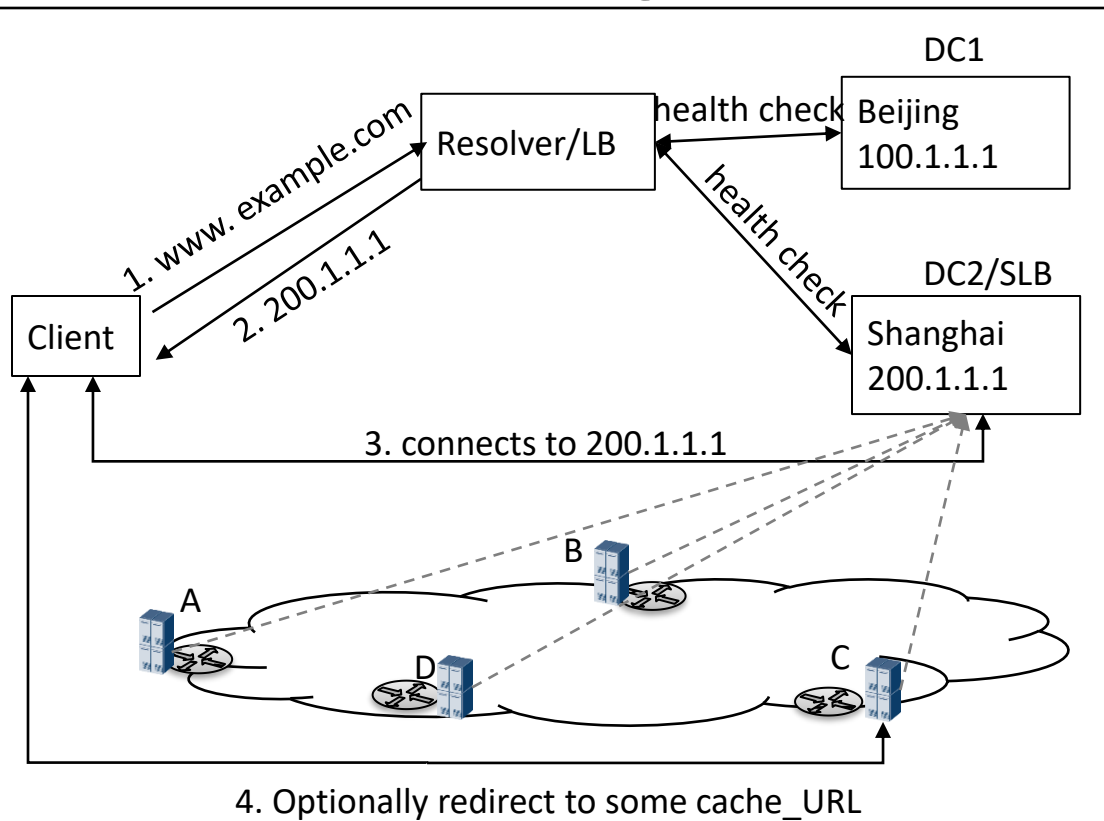 DC1
health check
Beijing
100.1.1.1
Resolver/LB
1. www. example.com
2. 200.1.1.1
health check
DC2/SLB
Client
Shanghai
200.1.1.1
3. connects to 200.1.1.1
B
A
D
C
4. Optionally redirect to some cache_URL